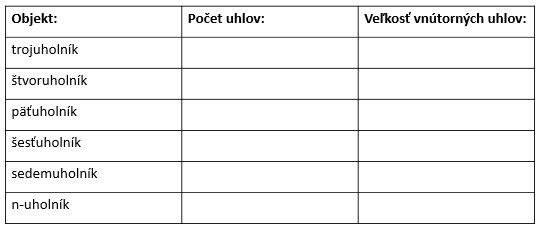 Objekt: Počet uhlov: Veľkosť vnútorných uhlov:
trojuholník
štvoruholník
päťuholník
šesťuholník
sedemuholník
n-uholník